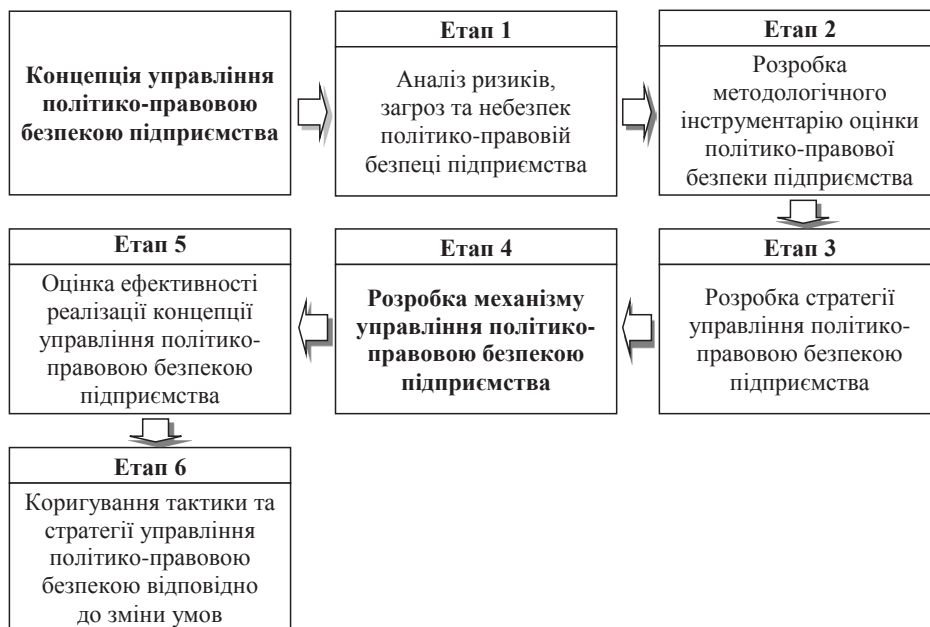 Концепція управління
політико-правовою
безпекою підприємства
Етап 1
Аналіз ризиків,
загроз та небезпек
політико-правовій
безпеці підприємства
Етап 2
Розробка
методологічного
інструментарію оцінки
політико-правової
безпеки підприємства
Етап 3
Розробка стратегії
управління політико-
правовою безпекою
підприємства
Етап 4
Розробка механізму
управління політико-
правовою безпекою
підприємства
Етап 5
Оцінка ефективності
реалізації концепції
управління політико-
правовою безпекою
підприємства
Етап 6
Коригування тактики та
стратегії управління
політико-правовою
безпекою відповідно
до зміни умов